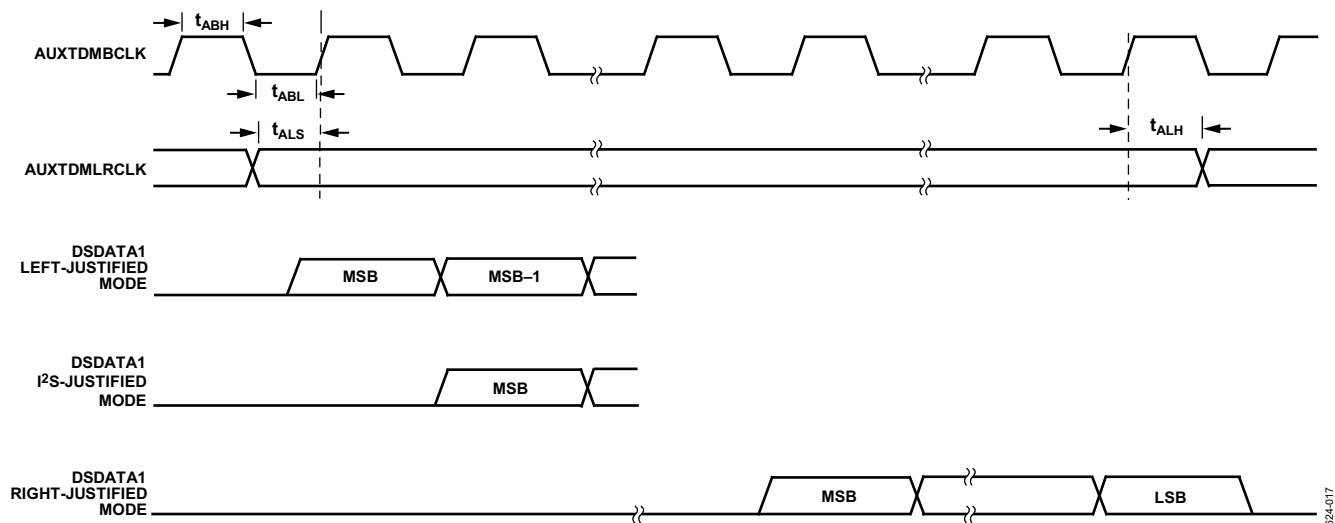 tABH
AUXTDMBCLK
tABL
tALS
tALH
AUXTDMLRCLK
DSDATA1
LEFT-JUSTIFIED
MODE
MSB
MSB–1
DSDATA1
I2S-JUSTIFIED
MODE
MSB
DSDATA1
RIGHT-JUSTIFIED
MODE
MSB
LSB